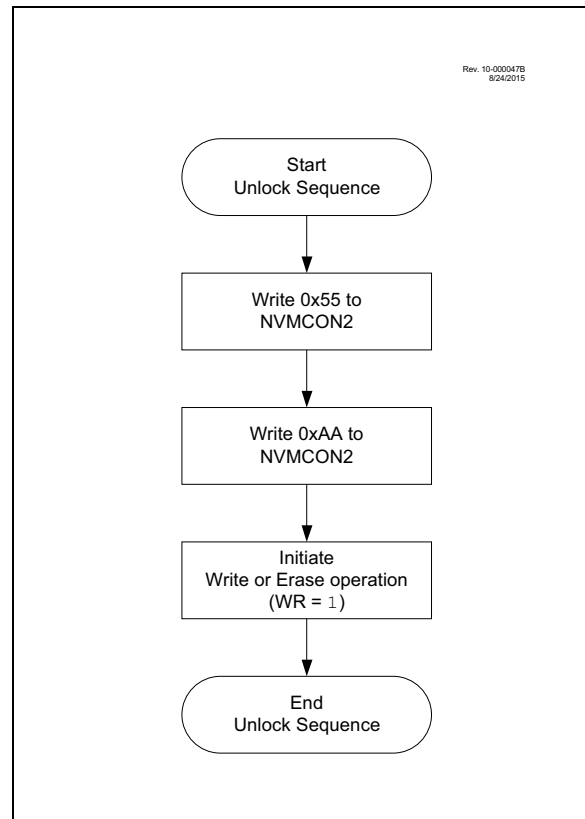 Rev. 10-000047B
8/24/2015
Start
Unlock Sequence
Write 0x55 to
NVMCON2
Write 0xAA to
NVMCON2
Initiate
Write or Erase operation
(WR = 1)
End
Unlock Sequence